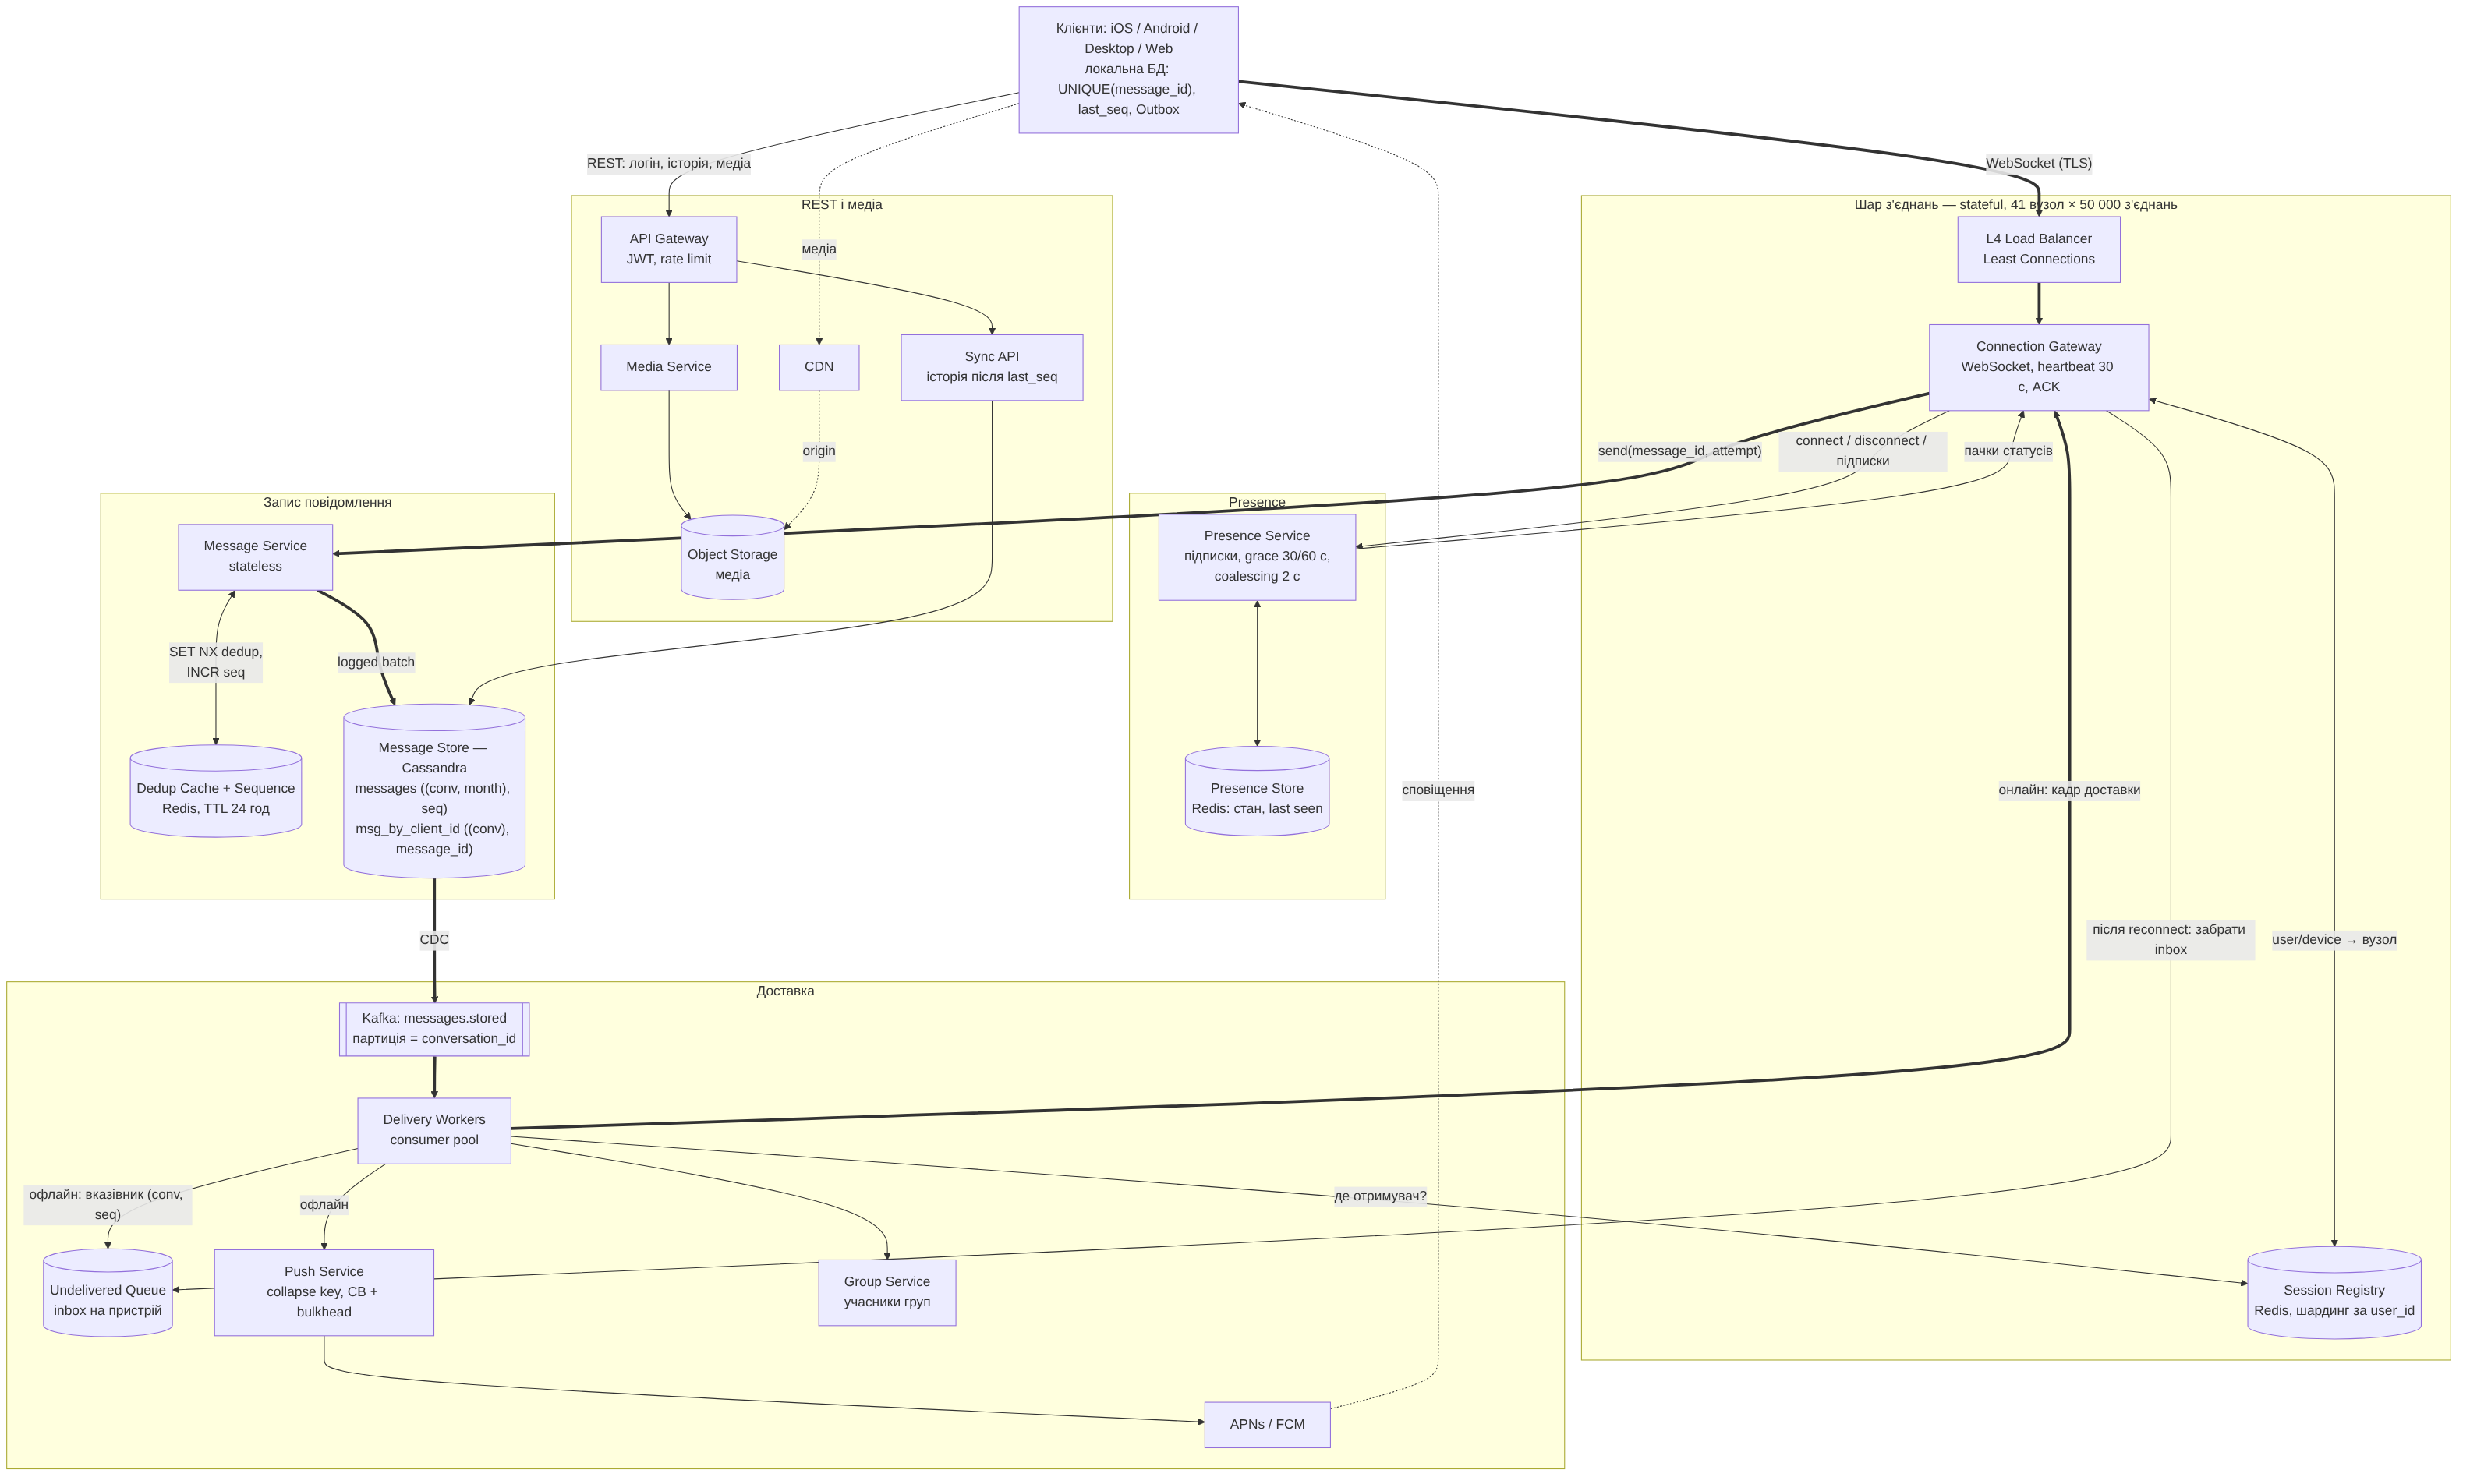 Клієнти: iOS / Android /
Desktop / Web
локальна БД:
UNIQUE(message_id),
last_seq, Outbox
REST: логін, історія, медіа
WebSocket (TLS)
REST і медіа
Шар з'єднань — stateful, 41 вузол × 50 000 з'єднань
API Gateway
JWT, rate limit
медіа
L4 Load Balancer
Least Connections
Media Service
CDN
Sync API
історія після last_seq
Connection Gateway
WebSocket, heartbeat 30
с, ACK
origin
send(message_id, attempt)
connect / disconnect /
підписки
пачки статусів
Запис повідомлення
Presence
Message Service
stateless
Object Storage
медіа
Presence Service
підписки, grace 30/60 с,
coalescing 2 с
SET NX dedup,
INCR seq
logged batch
Dedup Cache + Sequence
Redis, TTL 24 год
Message Store —
Cassandra
messages ((conv, month),
seq)
msg_by_client_id ((conv),
message_id)
Presence Store
Redis: стан, last seen
сповіщення
онлайн: кадр доставки
CDC
після reconnect: забрати
inbox
user/device → вузол
Доставка
Kafka: messages.stored
партиція = conversation_id
Delivery Workers
consumer pool
офлайн: вказівник (conv,
seq)
офлайн
де отримувач?
Undelivered Queue
inbox на пристрій
Push Service
collapse key, CB +
bulkhead
Group Service
учасники груп
Session Registry
Redis, шардинг за user_id
APNs / FCM